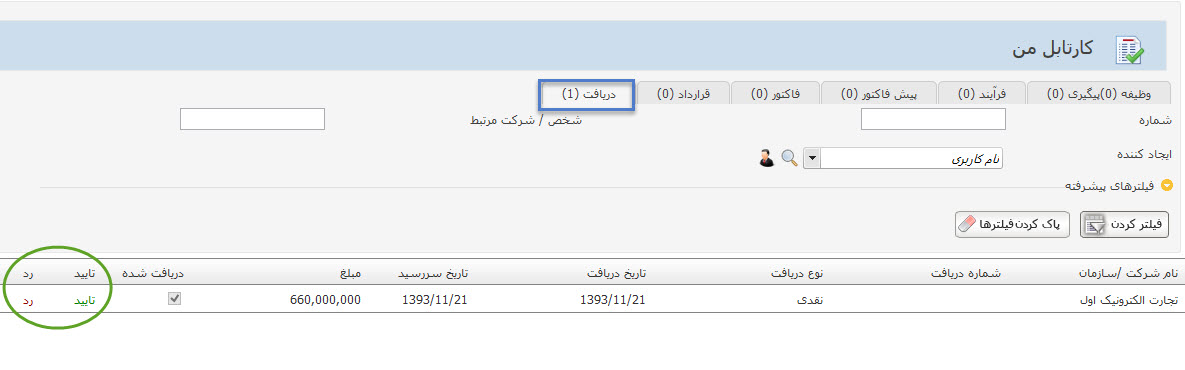 کارتابل من
وظیفه (0)پیگیری (0) فرآیند (0) پیش فاکتور (0) فاکتور (0) قرارداد (0) دریافت (1)
شماره شخص / شرکت مرتبط
ایجاد کننده نام کاربری
فیلترهای پیشرفته
فیلتر کردن پاک کردن فیلترها
نام شرکت /سازمان شماره دریافت نوع دریافت تاریخ دریافت تاریخ سررسید مبلغ دریافت شده تایید رد
تجارت الکترونیک اول نقدی 1393/11/21 1393/11/21 660,000,000 تایید رد